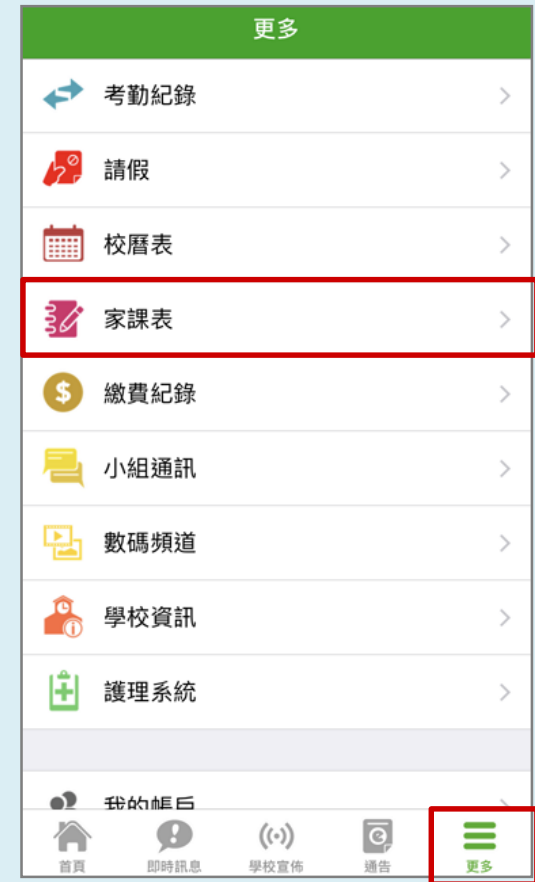 更多
考勤紀錄
請假
校曆表
家課表
繳費紀錄
$
小組通訊
數碼頻道
學校資訊
護理系統
我的帳戶
首頁
即時訊息
學校宣佈
通告
更多